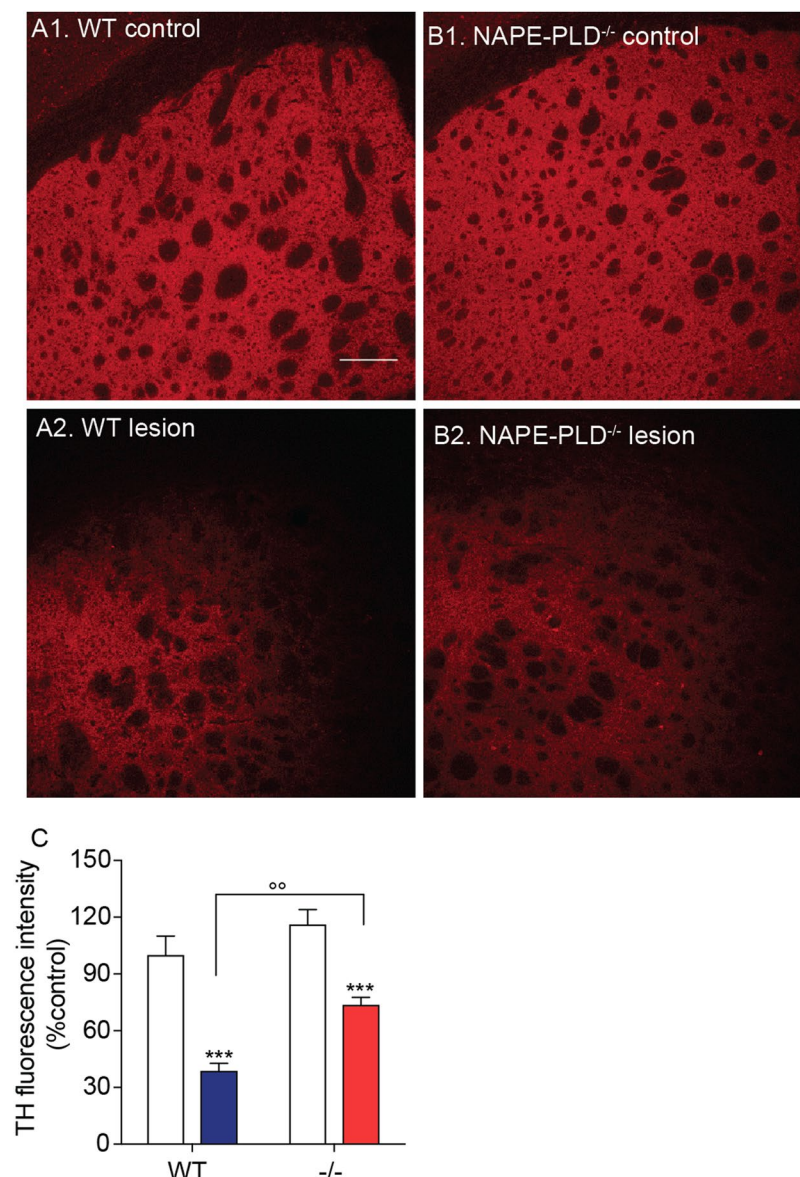 A1. WT control
B1. NAPE-PLD-/- control
A2. WT lesion
B2. NAPE-PLD-/- lesion
C
TH fluorescence intensity
(%control)
150
120
90
60
30
0
°°
***
***
WT
-/-